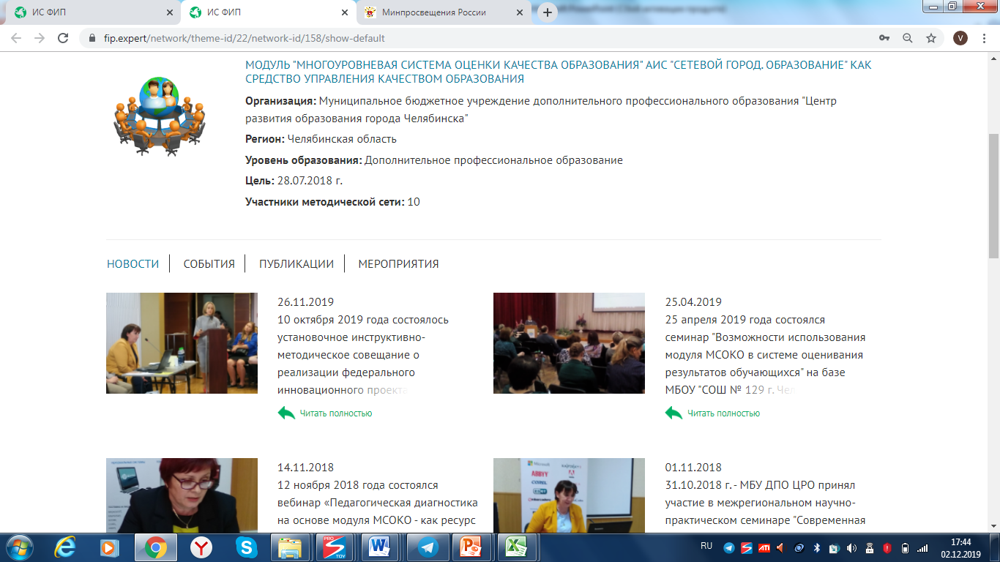 ИС ФИП
ИС ФИП
Минпросвещения России
fip.expert/network/theme-id/22/network-id/158/show-default
V
МОДУЛЬ "МНОГОУРОВНЕВАЯ СИСТЕМА ОЦЕНКИ КАЧЕСТВА ОБРАЗОВАНИЯ" АИС "СЕТЕВОЙ ГОРОД. ОБРАЗОВАНИЕ" КАК
СРЕДСТВО УПРАВЛЕНИЯ КАЧЕСТВОМ ОБРАЗОВАНИЯ
Организация: Муниципальное бюджетное учреждение дополнительного профессионального образования "Центр
развития образования города Челябинска"
Регион: Челябинская область
Уровень образования: Дополнительное профессиональное образование
Цель: 28.07.2018 г.
Участники методической сети: 10
НОВОСТИ
СОБЫТИЯ
ПУБЛИКАЦИИ
МЕРОПРИЯТИЯ
26.11.2019
10 октября 2019 года состоялось
установочное инструктивно-
методическое совещание о
реализации федерального
инновационного проекта
Читать полностью
25.04.2019
25 апреля 2019 года состоялся
семинар "Возможности использования
модуля МСОКО в системе оценивания
результатов обучающихся" на базе
МБОУ "СОШ № 129 г. Чел
Читать полностью
14.11.2018
12 ноября 2018 года состоялся
вебинар «Педагогическая диагностика
на основе модуля МСОКО - как ресурс
Microsoft
ABBYY
COREL
01.11.2018
31.10.2018 г. - МБУ ДПО ЦРО принял
участие в межрегиональном научно-
практическом семинаре "Современная
PRO
TOY
RU
17:44
02.12.2019